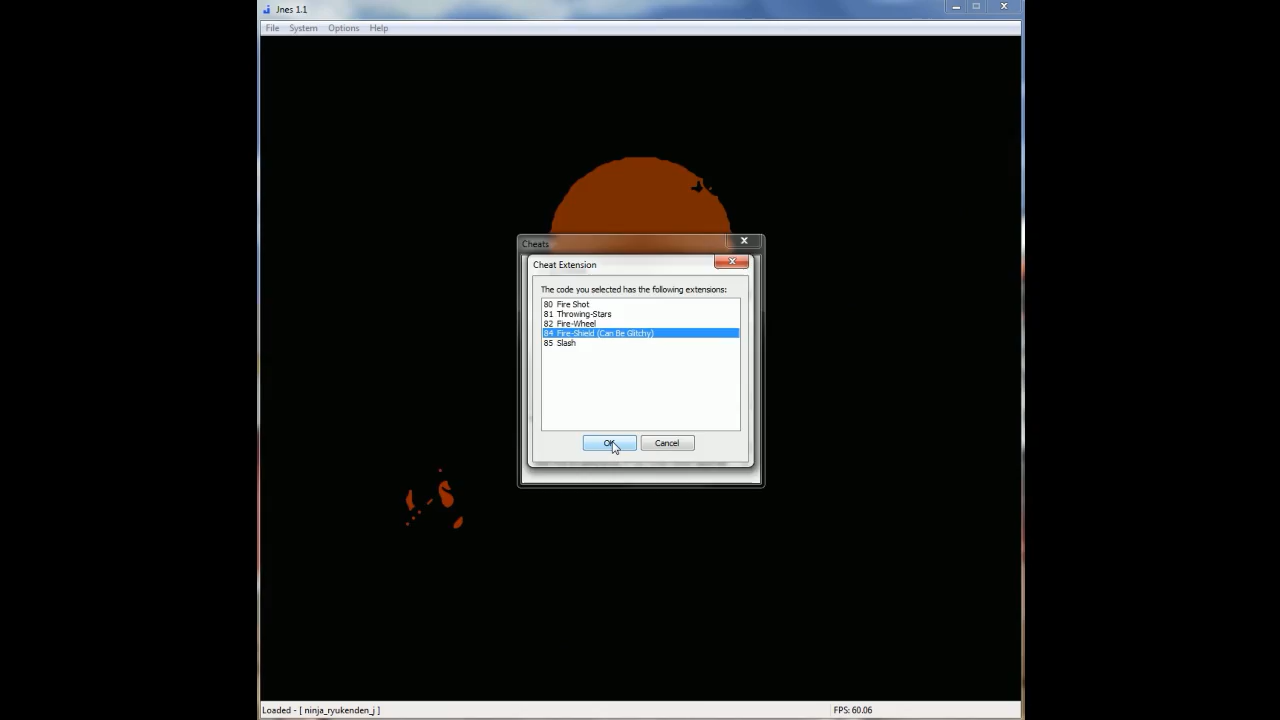 Jnes 1.1
File System Options Help
Cheats
Cheat Extension
The code you selected has the following extensions:
80 Fire Shot
81 Throwing-Stars
82 Fire-Wheel
84 Fire-Shield (Can Be Glitchy)
85 Slash
OK Cancel
Loaded - [ ninja_ryukenden_j ] FPS: 60.06